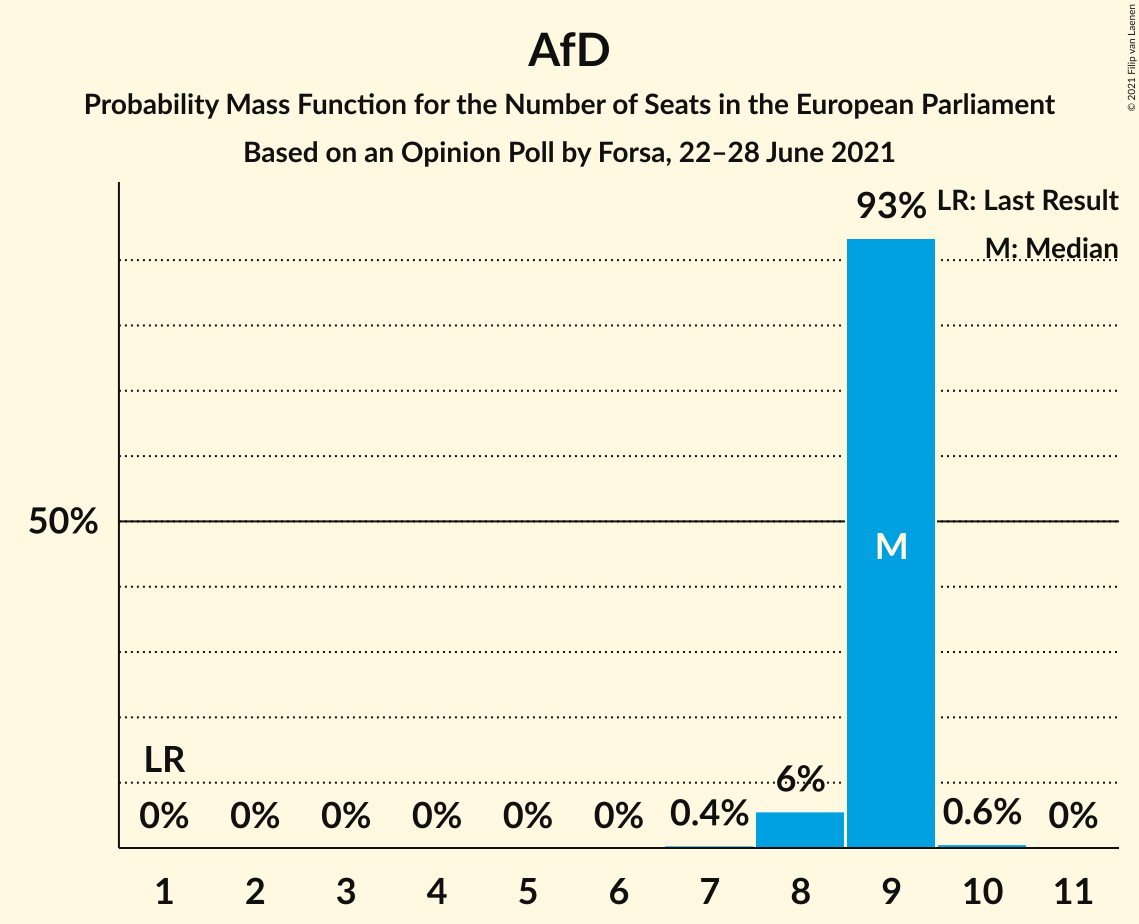 AfD
Probability Mass Function for the Number of Seats in the European Parliament
Based on an Opinion Poll by Forsa, 22–28 June 2021
© 2021 Filip van Laenen
LR: Last Result
M: Median
93%
50%
M
LR
0% 0% 0% 0% 0% 0% 0.4% 6% 0.6% 0%
1 2 3 4 5 6 7 8 9 10 11